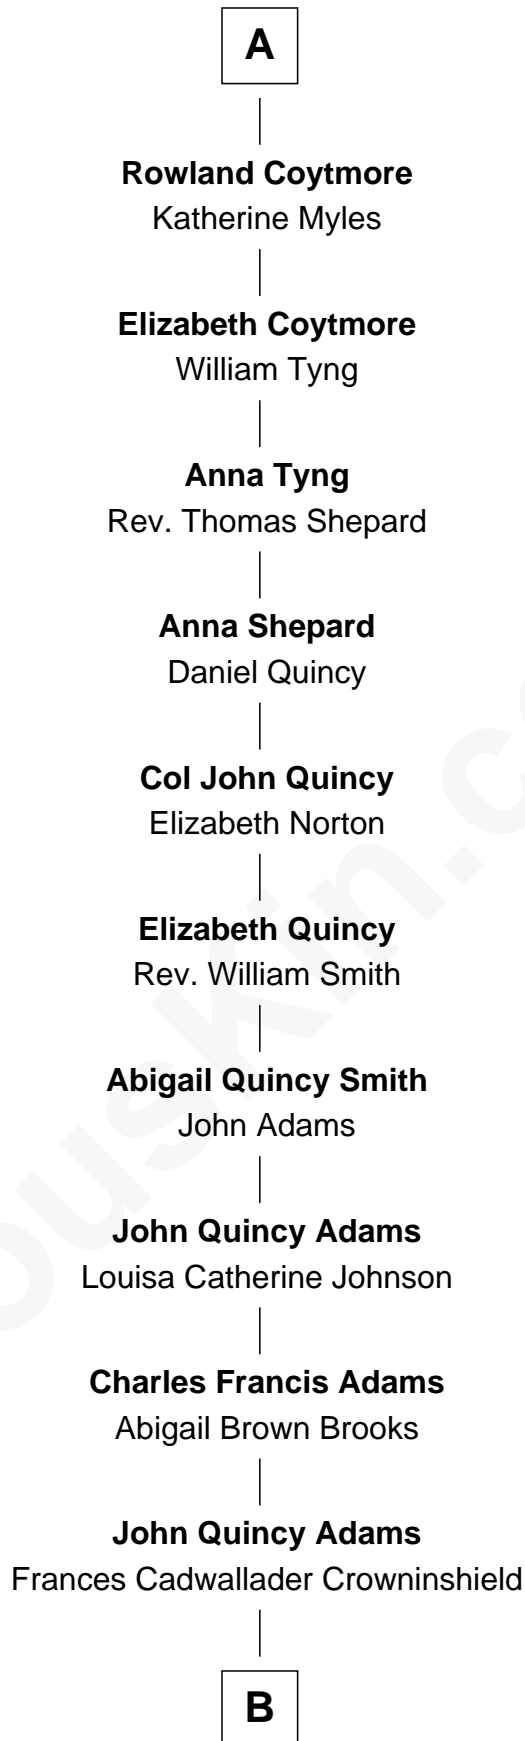 A
Rowland Coytmore
Katherine Myles
Elizabeth Coytmore
William Tyng
Anna Tyng
Rev. Thomas Shepard
Anna Shepard
Daniel Quincy
Col John Quincy
Elizabeth Norton
Elizabeth Quincy
Rev. William Smith
Abigail Quincy Smith
John Adams
John Quincy Adams
Louisa Catherine Johnson
Charles Francis Adams
Abigail Brown Brooks
John Quincy Adams
Frances Cadwallader Crowninshield
B